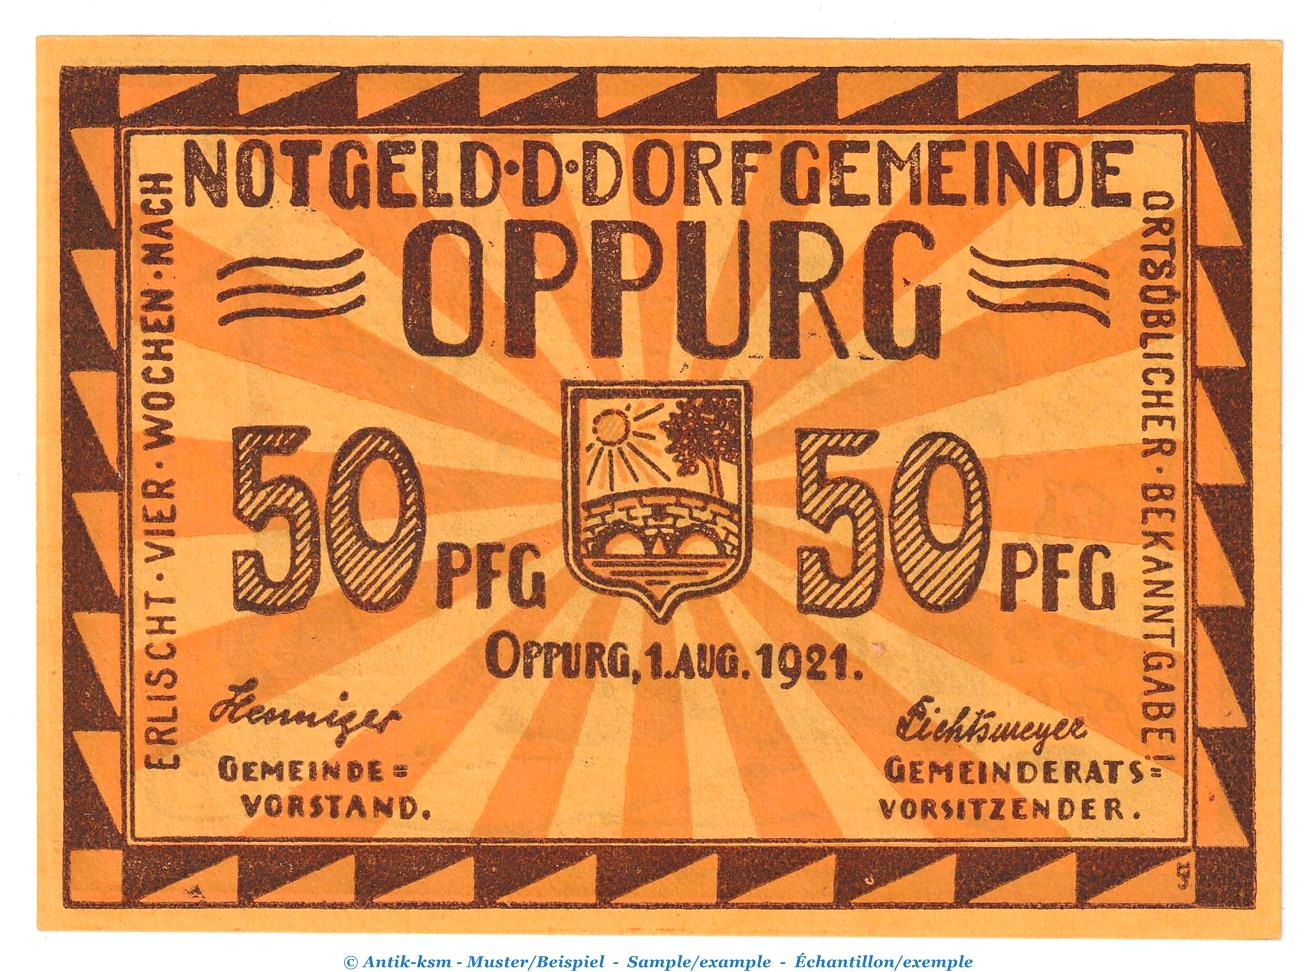 NOTGELD·D·DORFGEMEINDE
OPPURG
ERLISCHT·VIER·WOCHEN·NACH
ORTSÜBLICHER·BEKANNTGABE!
50 PFG
50 PFG
OPPURG, 1. AUG. 1921.
Henniger
GEMEINDE=
VORSTAND.
GEMEINDERATS=
VORSITZENDER.
© Antik-ksm - Muster/Beispiel - Sample/example - Échantillon/exemple